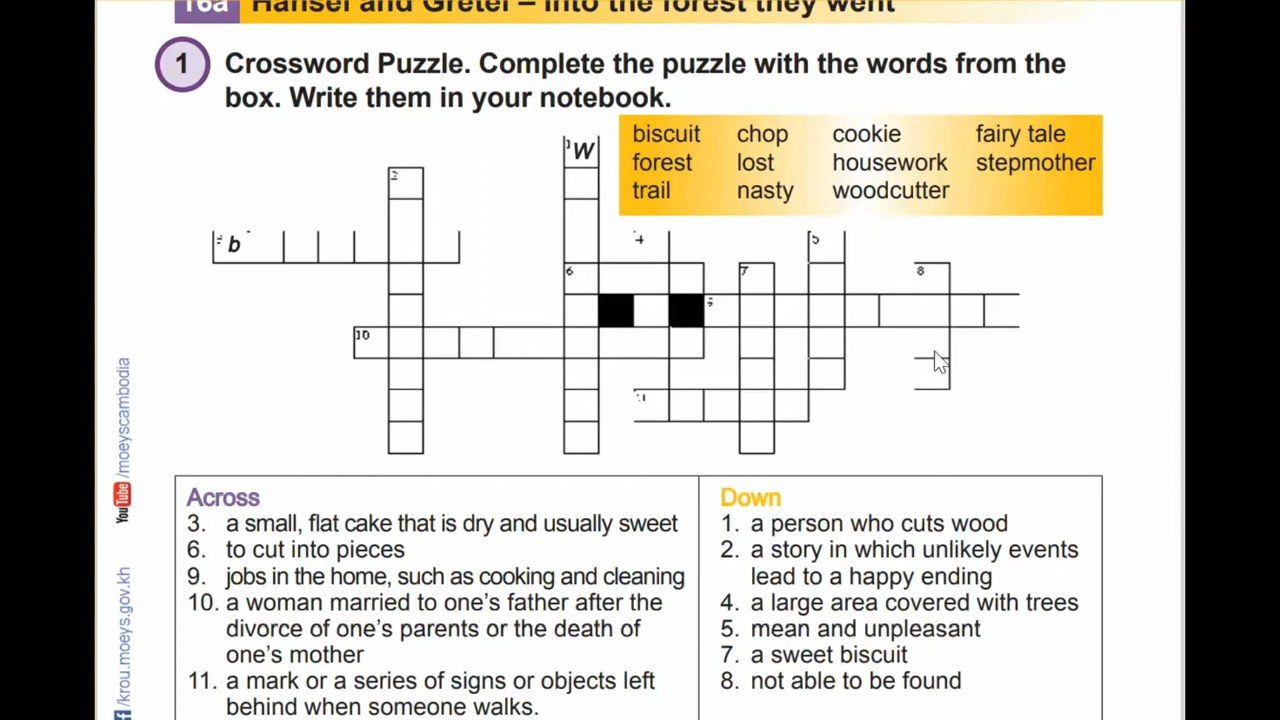 16a Hansel and Gretel – Into the forest they went
1 Crossword Puzzle. Complete the puzzle with the words from the
box. Write them in your notebook.
biscuit chop cookie fairy tale
forest lost housework stepmother
trail nasty woodcutter
1 W
2
b
4
5
6
7
8
10
11
YouTube /moeyscambodia
f /krou.moeys.gov.kh
Across
3. a small, flat cake that is dry and usually sweet
6. to cut into pieces
9. jobs in the home, such as cooking and cleaning
10. a woman married to one’s father after the
divorce of one’s parents or the death of
one’s mother
11. a mark or a series of signs or objects left
behind when someone walks.
Down
1. a person who cuts wood
2. a story in which unlikely events
lead to a happy ending
4. a large area covered with trees
5. mean and unpleasant
7. a sweet biscuit
8. not able to be found